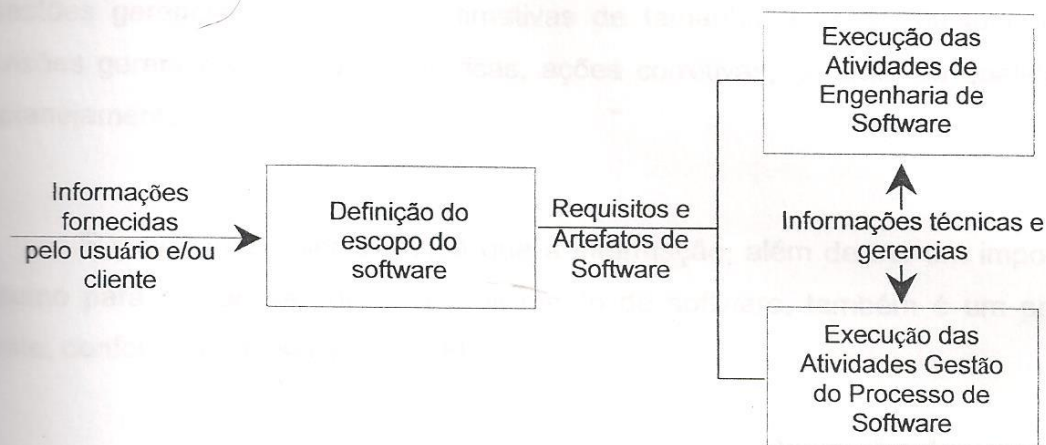 Informações
fornecidas
pelo usuário e/ou
cliente
Definição do
escopo do
software
Requisitos e
Artefatos de
Software
Execução das
Atividades de
Engenharia de
Software
Informações técnicas e
gerencias
Execução das
Atividades Gestão
do Processo de
Software